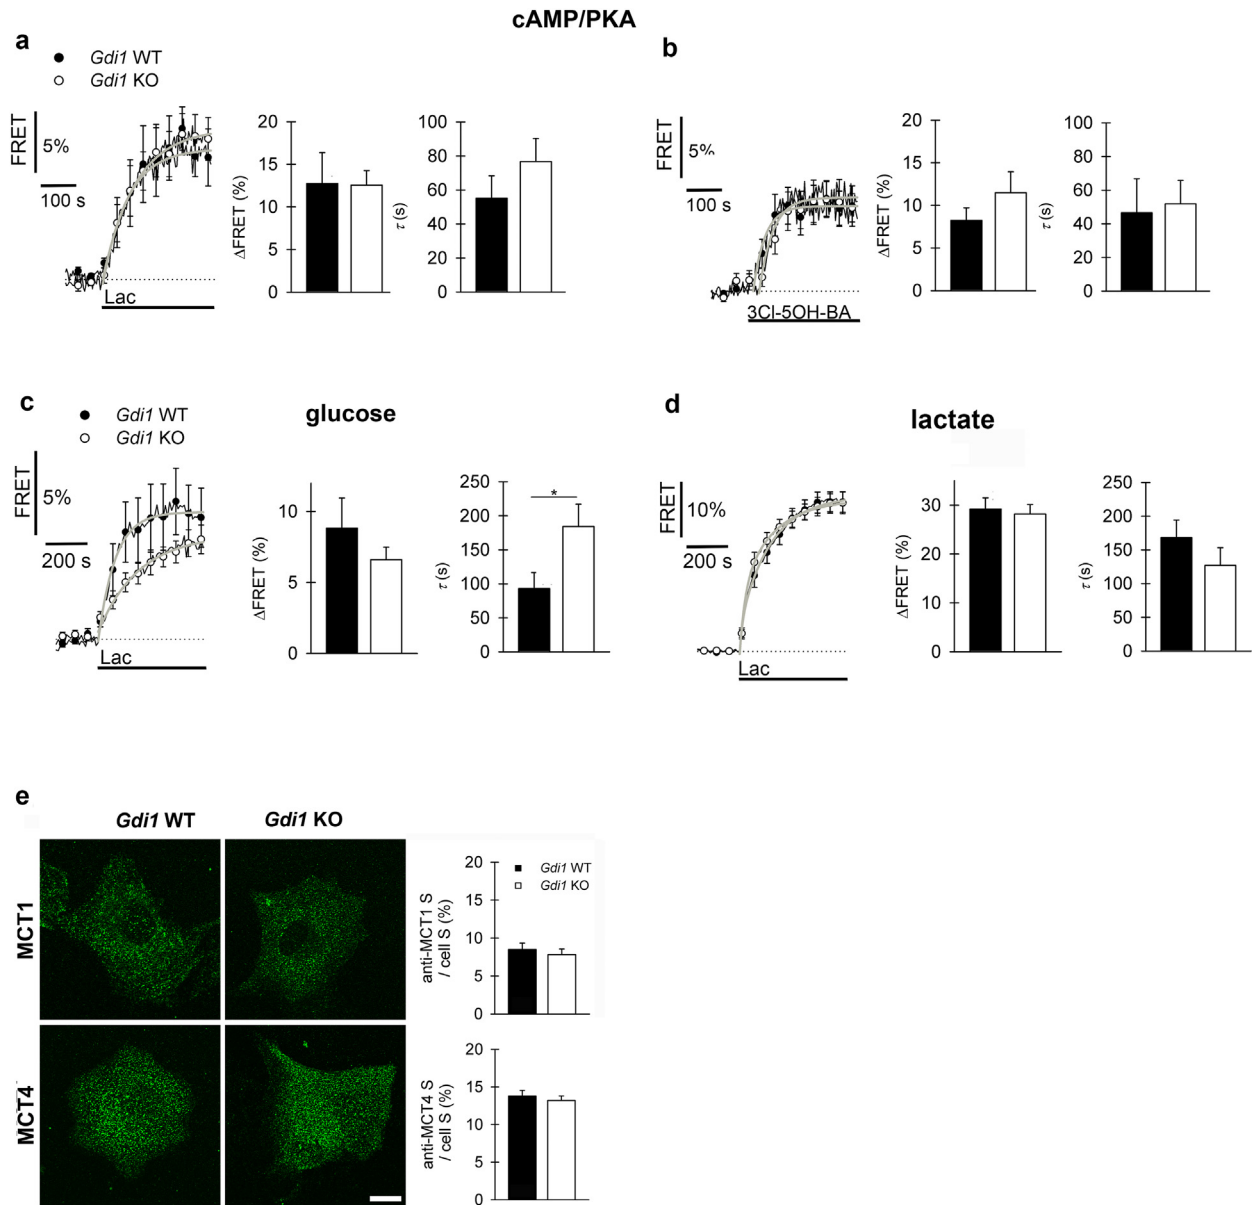 cAMP/PKA
a
Gdi1 WT
Gdi1 KO
FRET
5%
100 s
Lac
20
15
10
5
0
ΔFRET (%)
100
80
60
40
20
0
τ (s)
b
FRET
5%
100 s
3Cl-5OH-BA
20
15
10
5
0
ΔFRET (%)
100
80
60
40
20
0
τ (s)
c
Gdi1 WT
Gdi1 KO
glucose
FRET
5%
200 s
Lac
10
5
0
ΔFRET (%)
250
200
150
100
50
0
τ (s)
*
d
lactate
FRET
10%
200 s
Lac
30
20
10
0
ΔFRET (%)
250
200
150
100
50
0
τ (s)
e
Gdi1 WT
Gdi1 KO
MCT1
MCT4
20
15
10
5
0
anti-MCT1 S
/ cell S (%)
Gdi1 WT
Gdi1 KO
20
15
10
5
0
anti-MCT4 S
/ cell S (%)